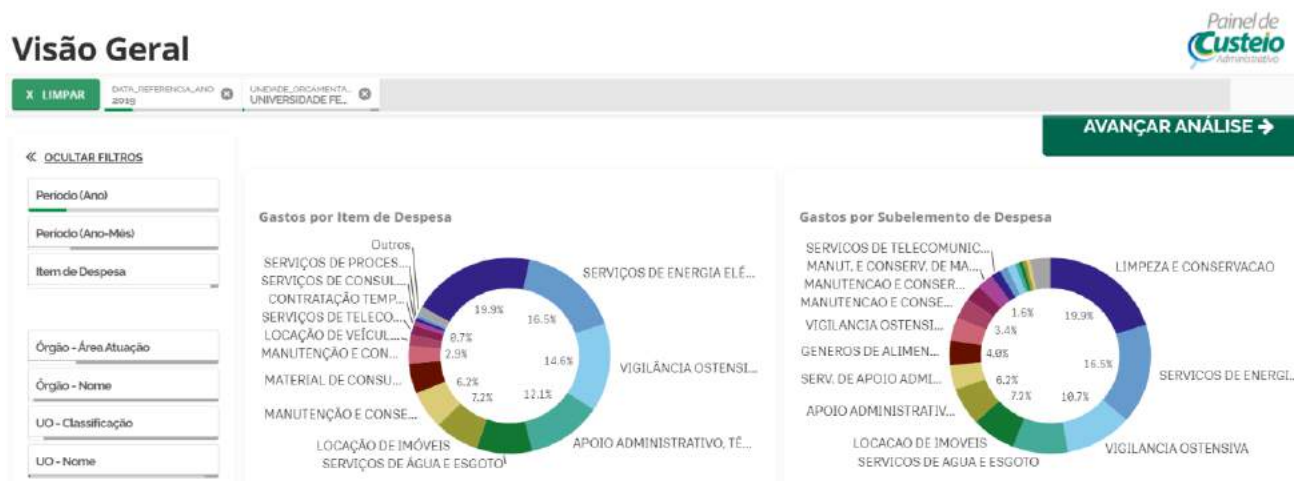 Painel de
Custeio
Administrativo
Visão Geral
X LIMPAR
DATA_REFERENCIA_ANO
2019
UNIDADE_ORCAMENTA...
UNIVERSIDADE FE...
AVANÇAR ANÁLISE →
« OCULTAR FILTROS
Período (Ano)
Período (Ano-Mês)
Item de Despesa
Órgão - Área Atuação
Órgão - Nome
UO - Classificação
UO - Nome
Gastos por Item de Despesa
Outros
SERVIÇOS DE PROCES...
SERVIÇOS DE CONSUL...
CONTRATAÇÃO TEMP...
SERVIÇOS DE TELECO...
LOCAÇÃO DE VEÍCUL...
MANUTENÇÃO E CON...
MATERIAL DE CONSU...
MANUTENÇÃO E CONSE...
LOCAÇÃO DE IMÓVEIS
SERVIÇOS DE ÁGUA E ESGOTO
APOIO ADMINISTRATIVO, TÉ...
VIGILÂNCIA OSTENSI...
SERVIÇOS DE ENERGIA ELÉ...
19.9%
16.5%
14.6%
12.1%
7.2%
6.2%
2.9%
0.7%
Gastos por Subelemento de Despesa
SERVICOS DE TELECOMUNIC...
MANUT. E CONSERV. DE MA...
MANUTENCAO E CONSER...
MANUTENCAO E CONSE...
VIGILANCIA OSTENSI...
GENEROS DE ALIMEN...
SERV. DE APOIO ADMI...
APOIO ADMINISTRATIV...
LOCACAO DE IMOVEIS
SERVICOS DE AGUA E ESGOTO
VIGILANCIA OSTENSIVA
SERVICOS DE ENERGI...
LIMPEZA E CONSERVACAO
19.9%
16.5%
10.7%
7.2%
6.2%
4.0%
3.4%
1.6%